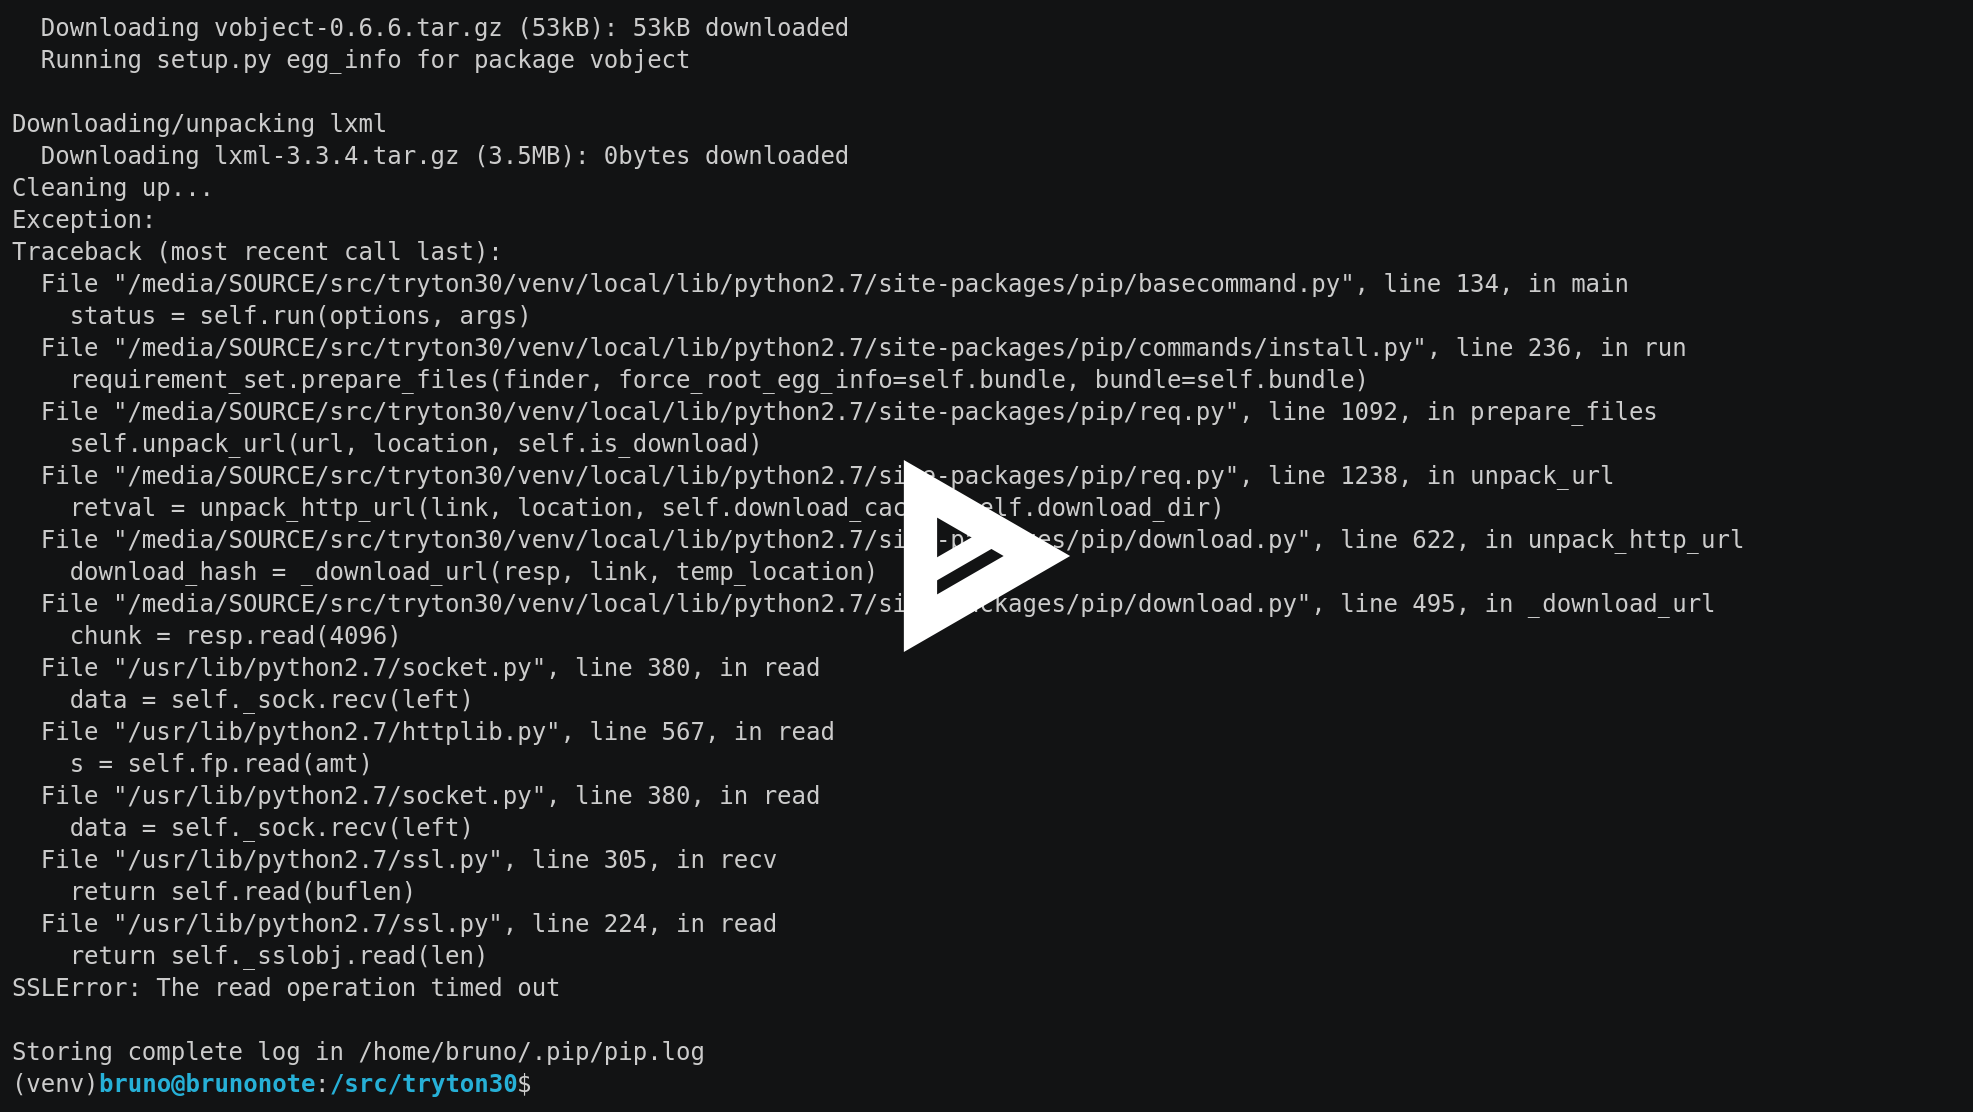 Downloading vobject-0.6.6.tar.gz (53kB): 53kB downloaded
Running setup.py egg_info for package vobject
Downloading/unpacking lxml
Downloading lxml-3.3.4.tar.gz (3.5MB): 0bytes downloaded
Cleaning up...
Exception:
Traceback (most recent call last):
File "/media/SOURCE/src/tryton30/venv/local/lib/python2.7/site-packages/pip/basecommand.py", line 134, in main
status = self.run(options, args)
File "/media/SOURCE/src/tryton30/venv/local/lib/python2.7/site-packages/pip/commands/install.py", line 236, in run
requirement_set.prepare_files(finder, force_root_egg_info=self.bundle, bundle=self.bundle)
File "/media/SOURCE/src/tryton30/venv/local/lib/python2.7/site-packages/pip/req.py", line 1092, in prepare_files
self.unpack_url(url, location, self.is_download)
File "/media/SOURCE/src/tryton30/venv/local/lib/python2.7/site-packages/pip/req.py", line 1238, in unpack_url
retval = unpack_http_url(link, location, self.download_cache, self.download_dir)
File "/media/SOURCE/src/tryton30/venv/local/lib/python2.7/site-packages/pip/download.py", line 622, in unpack_http_url
download_hash = _download_url(resp, link, temp_location)
File "/media/SOURCE/src/tryton30/venv/local/lib/python2.7/site-packages/pip/download.py", line 495, in _download_url
chunk = resp.read(4096)
File "/usr/lib/python2.7/socket.py", line 380, in read
data = self._sock.recv(left)
File "/usr/lib/python2.7/httplib.py", line 567, in read
s = self.fp.read(amt)
File "/usr/lib/python2.7/socket.py", line 380, in read
data = self._sock.recv(left)
File "/usr/lib/python2.7/ssl.py", line 305, in recv
return self.read(buflen)
File "/usr/lib/python2.7/ssl.py", line 224, in read
return self._sslobj.read(len)
SSLError: The read operation timed out
Storing complete log in /home/bruno/.pip/pip.log
(venv)bruno@brunonote:/src/tryton30$